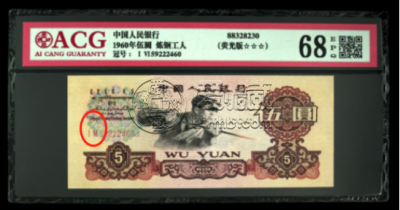 ACG
AI CANG GUARANTY
中国人民银行
1960年伍圆 炼钢工人
冠号: I VI59222460
88328230
(荧光版☆☆☆)
68 EPQ
中国人民银行
伍圆
5
WU YUAN
5